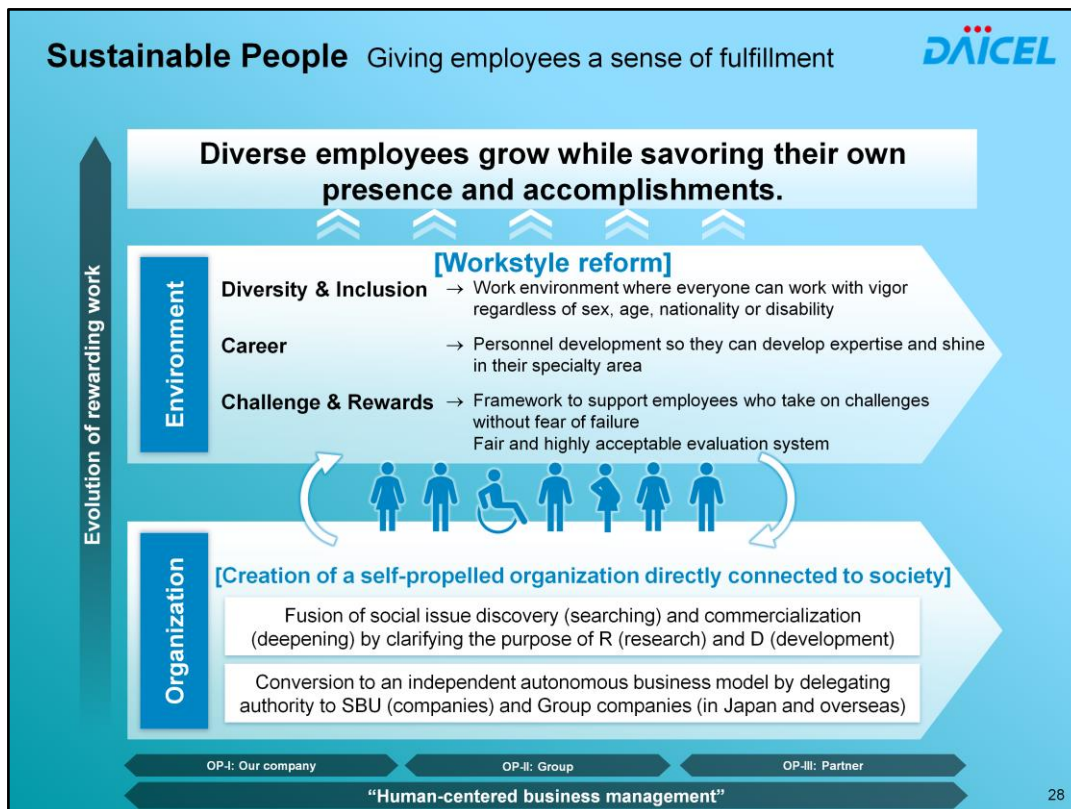 Sustainable People Giving employees a sense of fulfillment
DAICEL
Evolution of rewarding work
Diverse employees grow while savoring their own
presence and accomplishments.
Environment
[Workstyle reform]
Diversity & Inclusion → Work environment where everyone can work with vigor
regardless of sex, age, nationality or disability
Career → Personnel development so they can develop expertise and shine
in their specialty area
Challenge & Rewards → Framework to support employees who take on challenges
without fear of failure
Fair and highly acceptable evaluation system
Organization
[Creation of a self-propelled organization directly connected to society]
Fusion of social issue discovery (searching) and commercialization
(deepening) by clarifying the purpose of R (research) and D (development)
Conversion to an independent autonomous business model by delegating
authority to SBU (companies) and Group companies (in Japan and overseas)
OP-I: Our company OP-II: Group OP-III: Partner
“Human-centered business management”
28